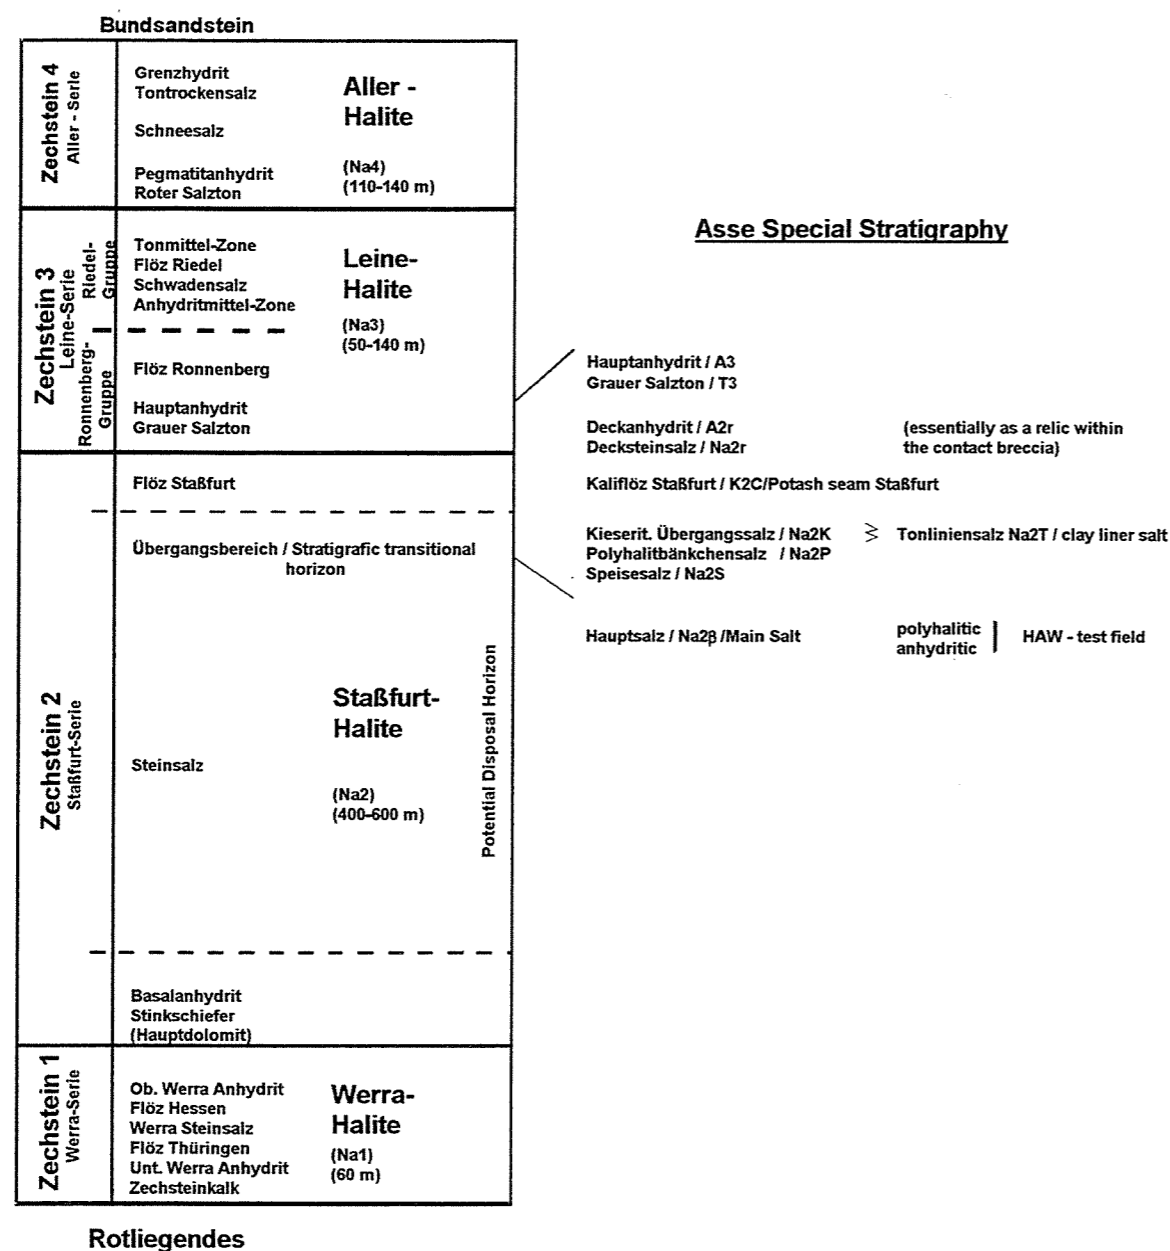 Bundsandstein
Zechstein 4
Aller - Serie
Grenzhydrit
Tontrockensalz
Schneesalz
Pegmatitanhydrit
Roter Salzton
Aller -
Halite
(Na4)
(110-140 m)
Zechstein 3
Leine-Serie
Riedel-
Gruppe
Ronnenberg-
Gruppe
Tonmittel-Zone
Flöz Riedel
Schwadensalz
Anhydritmittel-Zone
Flöz Ronnenberg
Hauptanhydrit
Grauer Salzton
Leine-
Halite
(Na3)
(50-140 m)
Zechstein 2
Staßfurt-Serie
Flöz Staßfurt
Übergangsbereich / Stratigrafic transitional
horizon
Steinsalz
Staßfurt-
Halite
(Na2)
(400-600 m)
Potential Disposal Horizon
Basalanhydrit
Stinkschiefer
(Hauptdolomit)
Zechstein 1
Werra-Serie
Ob. Werra Anhydrit
Flöz Hessen
Werra Steinsalz
Flöz Thüringen
Unt. Werra Anhydrit
Zechsteinkalk
Werra-
Halite
(Na1)
(60 m)
Rotliegendes
Asse Special Stratigraphy
Hauptanhydrit / A3
Grauer Salzton / T3
Deckanhydrit / A2r
Decksteinsalz / Na2r
(essentially as a relic within
the contact breccia)
Kaliflöz Staßfurt / K2C/Potash seam Staßfurt
Kieserit. Übergangssalz / Na2K
Polyhalitbänkchensalz / Na2P
Speisesalz / Na2S
Tonliniensalz Na2T / clay liner salt
Hauptsalz / Na2β /Main Salt
polyhalitic
anhydritic
HAW - test field